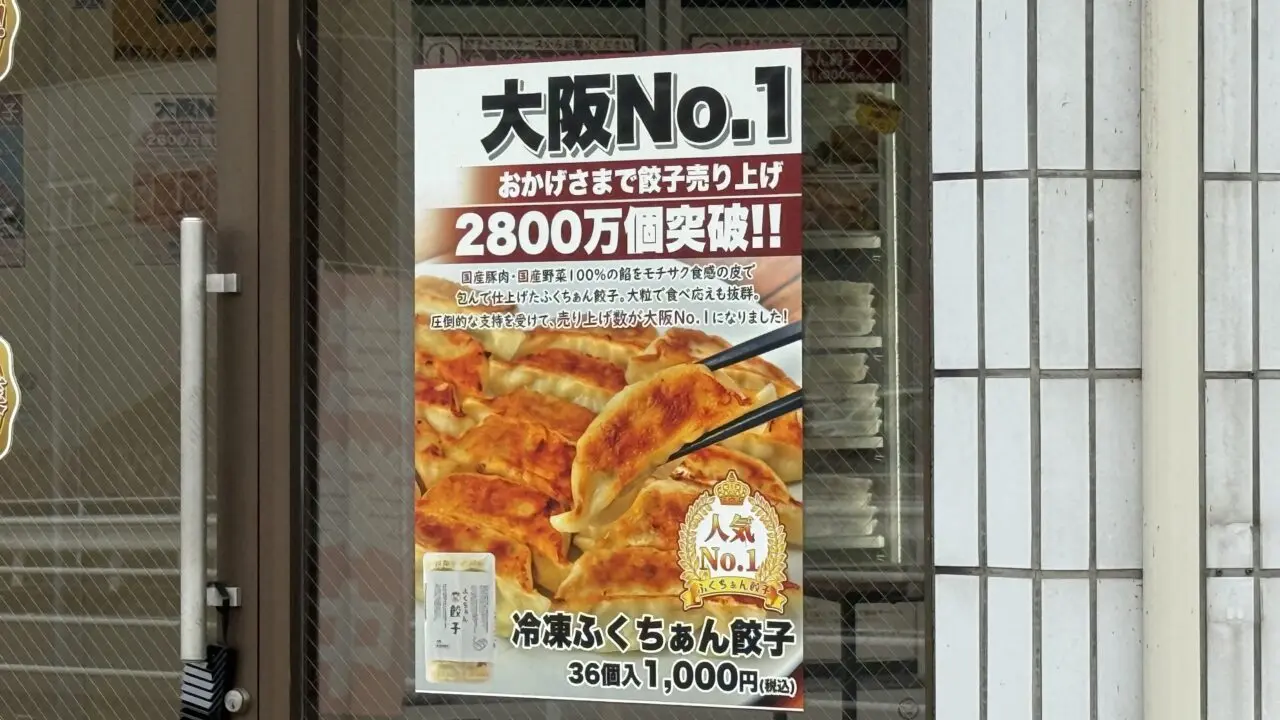 大阪No.1
おかげさまで餃子売り上げ
2800万個突破!!
国産豚肉・国産野菜100%の餡をモチサク食感の皮で
包んで仕上げたふくちぁん餃子。大粒で食べ応えも抜群。
圧倒的な支持を受けて、売り上げ数が大阪No.1になりました!
人気
No.1
ふくちぁん餃子
冷凍ふくちぁん餃子
36個入1,000円(税込)